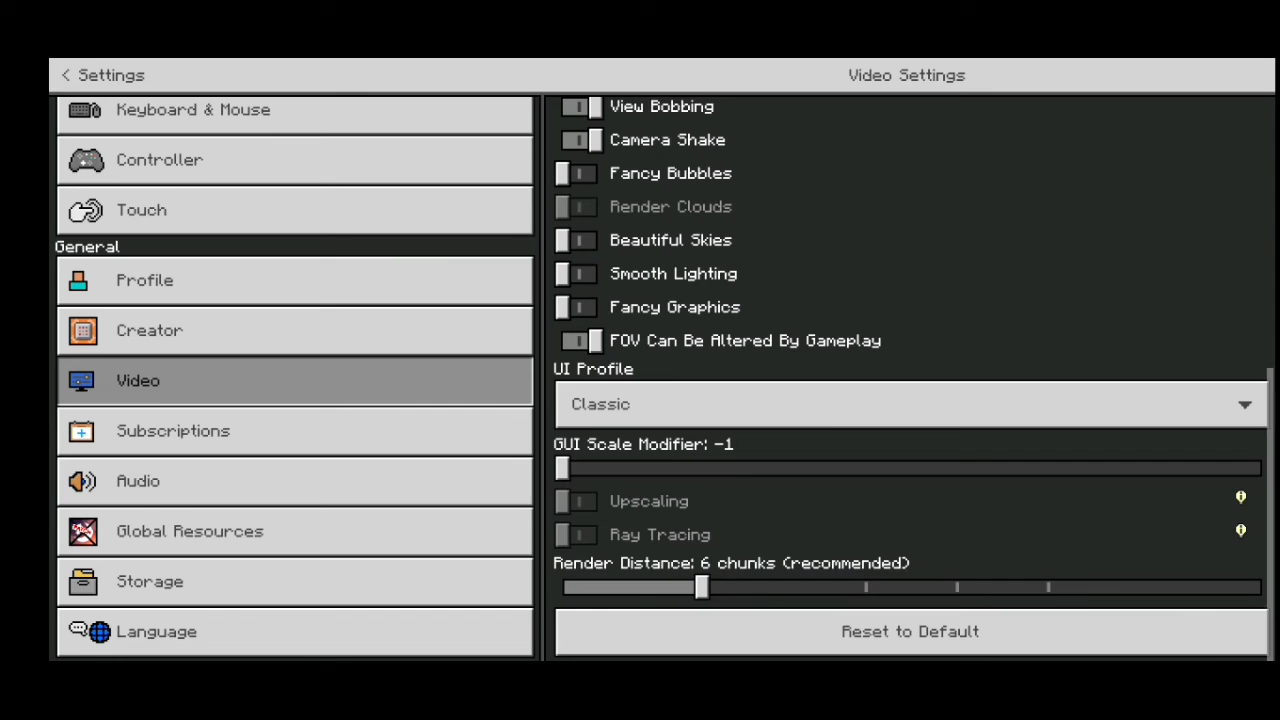 Settings
Video Settings
Keyboard & Mouse
Controller
Touch
General
Profile
Creator
Video
Subscriptions
Audio
Global Resources
Storage
Language
View Bobbing
Camera Shake
Fancy Bubbles
Render Clouds
Beautiful Skies
Smooth Lighting
Fancy Graphics
FOV Can Be Altered By Gameplay
UI Profile
Classic
GUI Scale Modifier: -1
Upscaling
Ray Tracing
Render Distance: 6 chunks (recommended)
Reset to Default